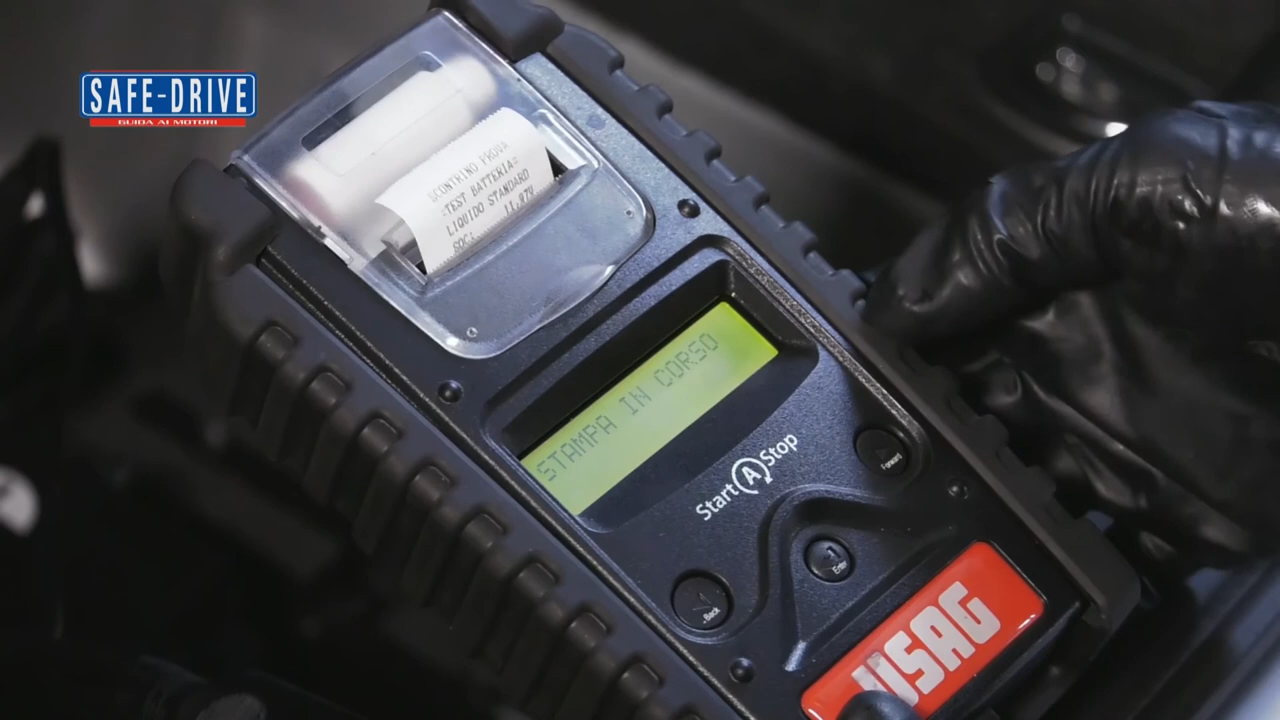 SAFE-DRIVE
GUIDA AI MOTORI
SCONTRINO PROVA
=TEST BATTERIA=
LIQUIDO STANDARD
11.87V
SOC:
STAMPA IN CORSO
Start A Stop
Forward
Enter
Back
USAG